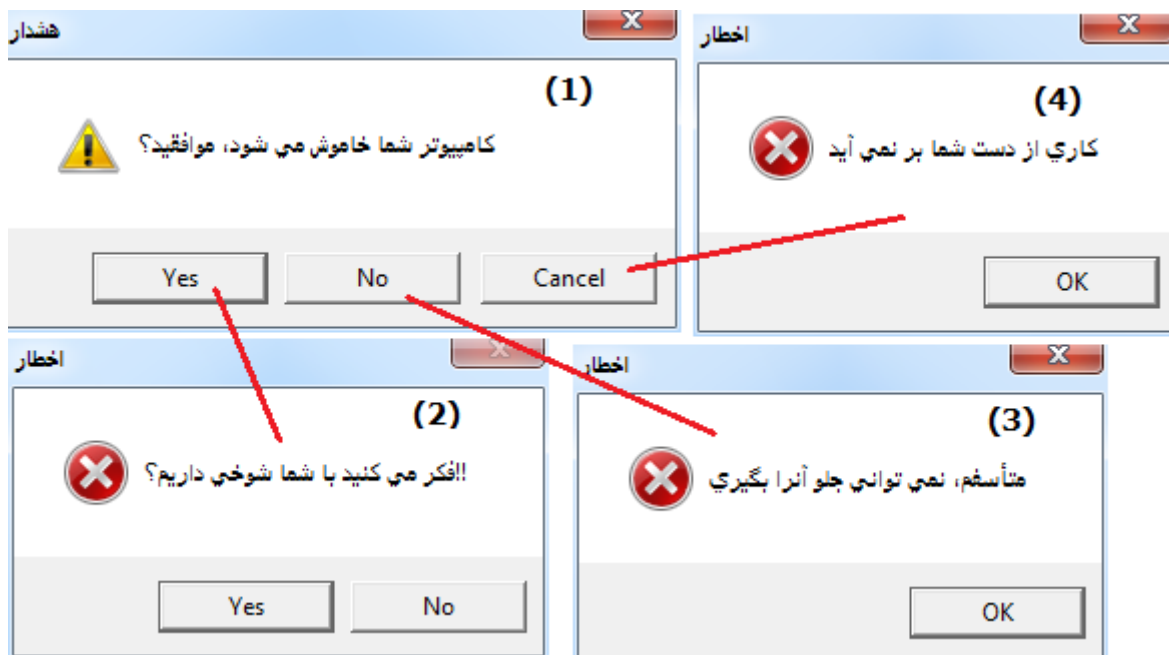 هشدار
(1)
كامپيوتر شما خاموش مي شود، موافقيد؟
Yes
No
Cancel
اخطار
(4)
كاري از دست شما بر نمي آيد
OK
اخطار
(2)
!!فكر مي كنيد با شما شوخي داريم؟
Yes
No
اخطار
(3)
متأسفم، نمي تواني جلو آنرا بگيري
OK